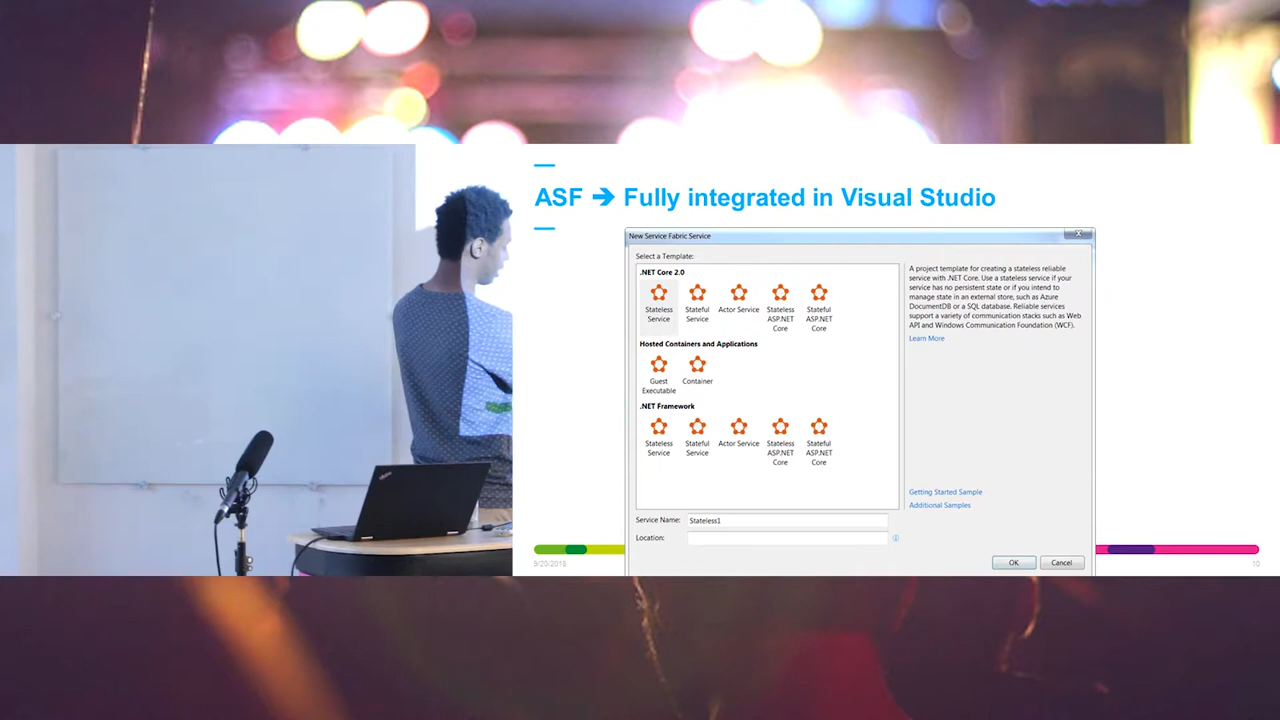 ASF ➔ Fully integrated in Visual Studio
New Service Fabric Service
Select a Template:
.NET Core 2.0
Stateless Service
Stateful Service
Actor Service
Stateless ASP.NET Core
Stateful ASP.NET Core
Hosted Containers and Applications
Guest Executable
Container
.NET Framework
Stateless Service
Stateful Service
Actor Service
Stateless ASP.NET Core
Stateful ASP.NET Core
A project template for creating a stateless reliable
service with .NET Core. Use a stateless service if your
service has no persistent state or if you intend to
manage state in an external store, such as Azure
DocumentDB or a SQL database. Reliable services
support a variety of communication stacks such as Web
API and Windows Communication Foundation (WCF).
Learn More
Getting Started Sample
Additional Samples
Service Name: Stateless1
Location:
OK
Cancel
10